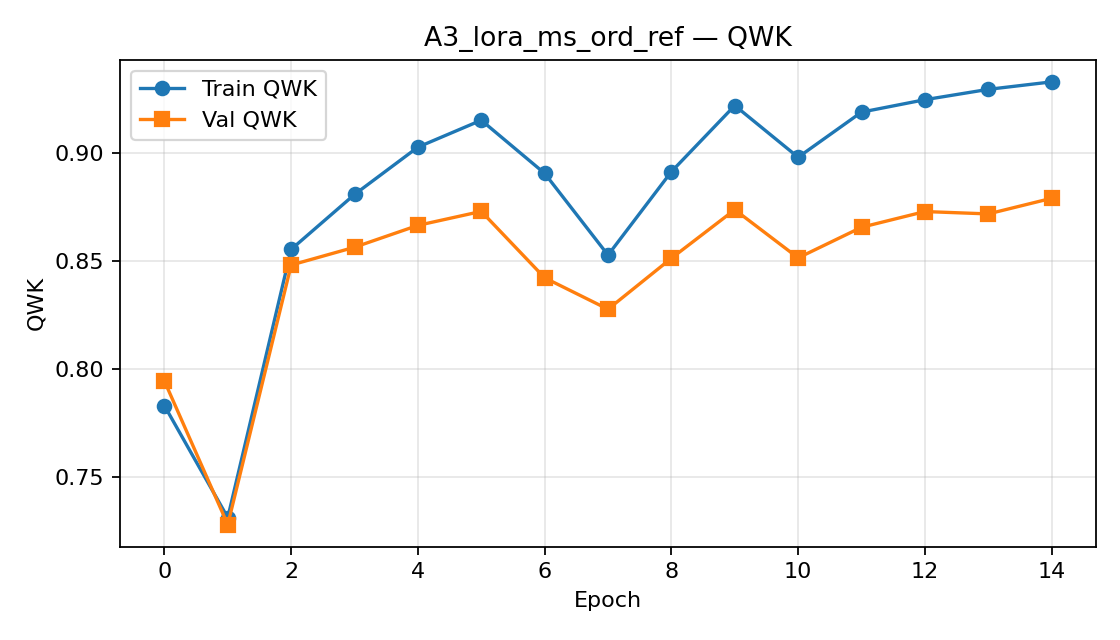 A3_lora_ms_ord_ref — QWK
Train QWK
Val QWK
QWK
0.90
0.85
0.80
0.75
0 2 4 6 8 10 12 14
Epoch